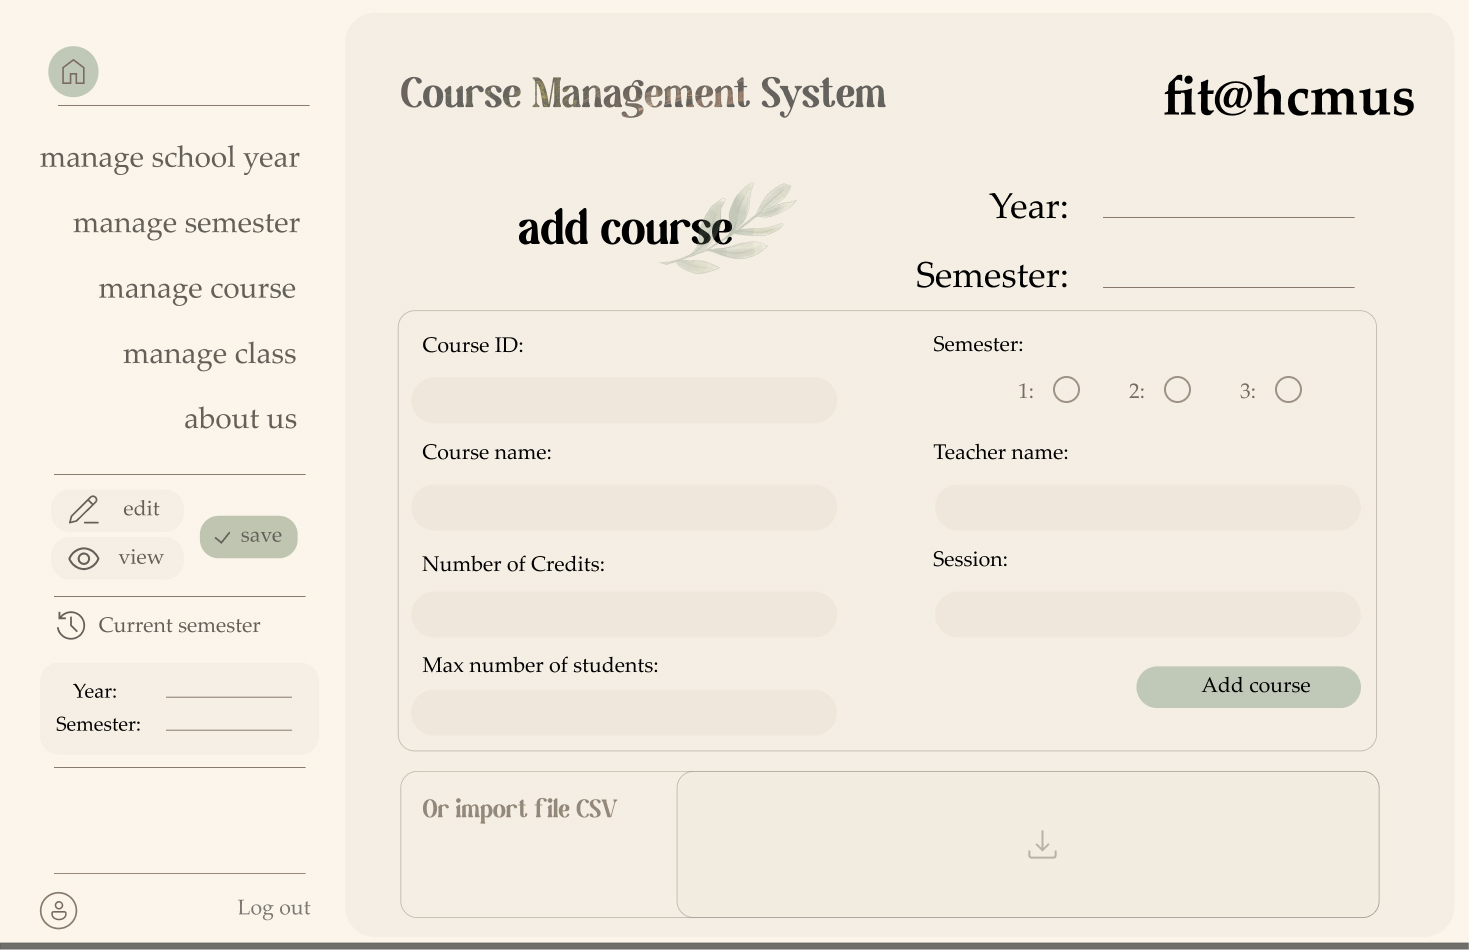 manage school year
manage semester
manage course
manage class
about us
edit
view
save
Current semester
Year:
Semester:
Log out
Course Management System
fit@hcmus
add course
Year:
Semester:
Course ID:
Semester:
1: 2: 3:
Course name:
Teacher name:
Number of Credits:
Session:
Max number of students:
Add course
Or import file CSV